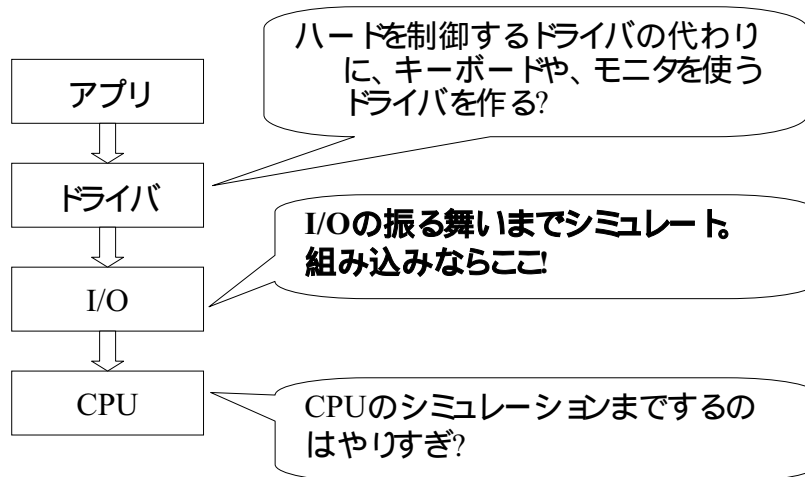 ハードを制御するドライバの代わり
に、キーボードや、モニタを使う
ドライバを作る?
アプリ
ドライバ
I/Oの振る舞いまでシミュレート。
組み込みならここ!
I/O
CPU
CPUのシミュレーションまでするの
はやりすぎ?